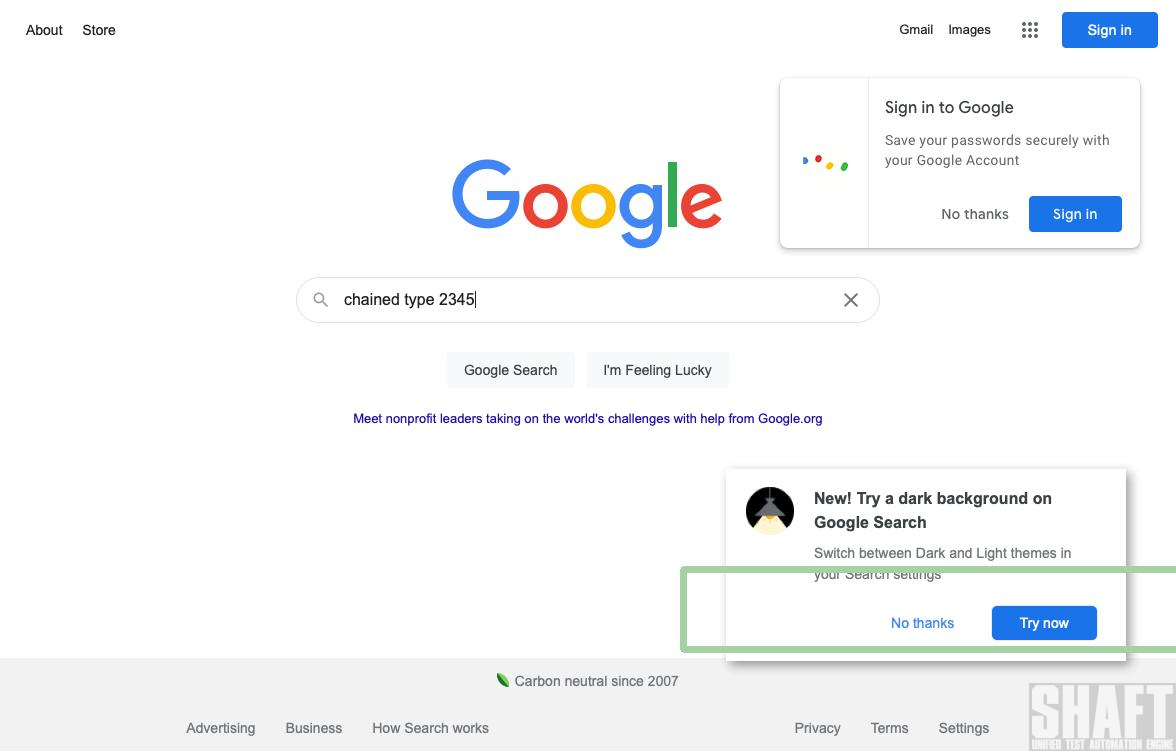 About Store Gmail Images Sign in
Sign in to Google
Save your passwords securely with
your Google Account
No thanks Sign in
Google
chained type 2345
Google Search I'm Feeling Lucky
Meet nonprofit leaders taking on the world's challenges with help from Google.org
New! Try a dark background on
Google Search
Switch between Dark and Light themes in
your Search settings
No thanks Try now
Carbon neutral since 2007
Advertising Business How Search works Privacy Terms Settings
SHAFT
UNIFIED TEST AUTOMATION ENGINE